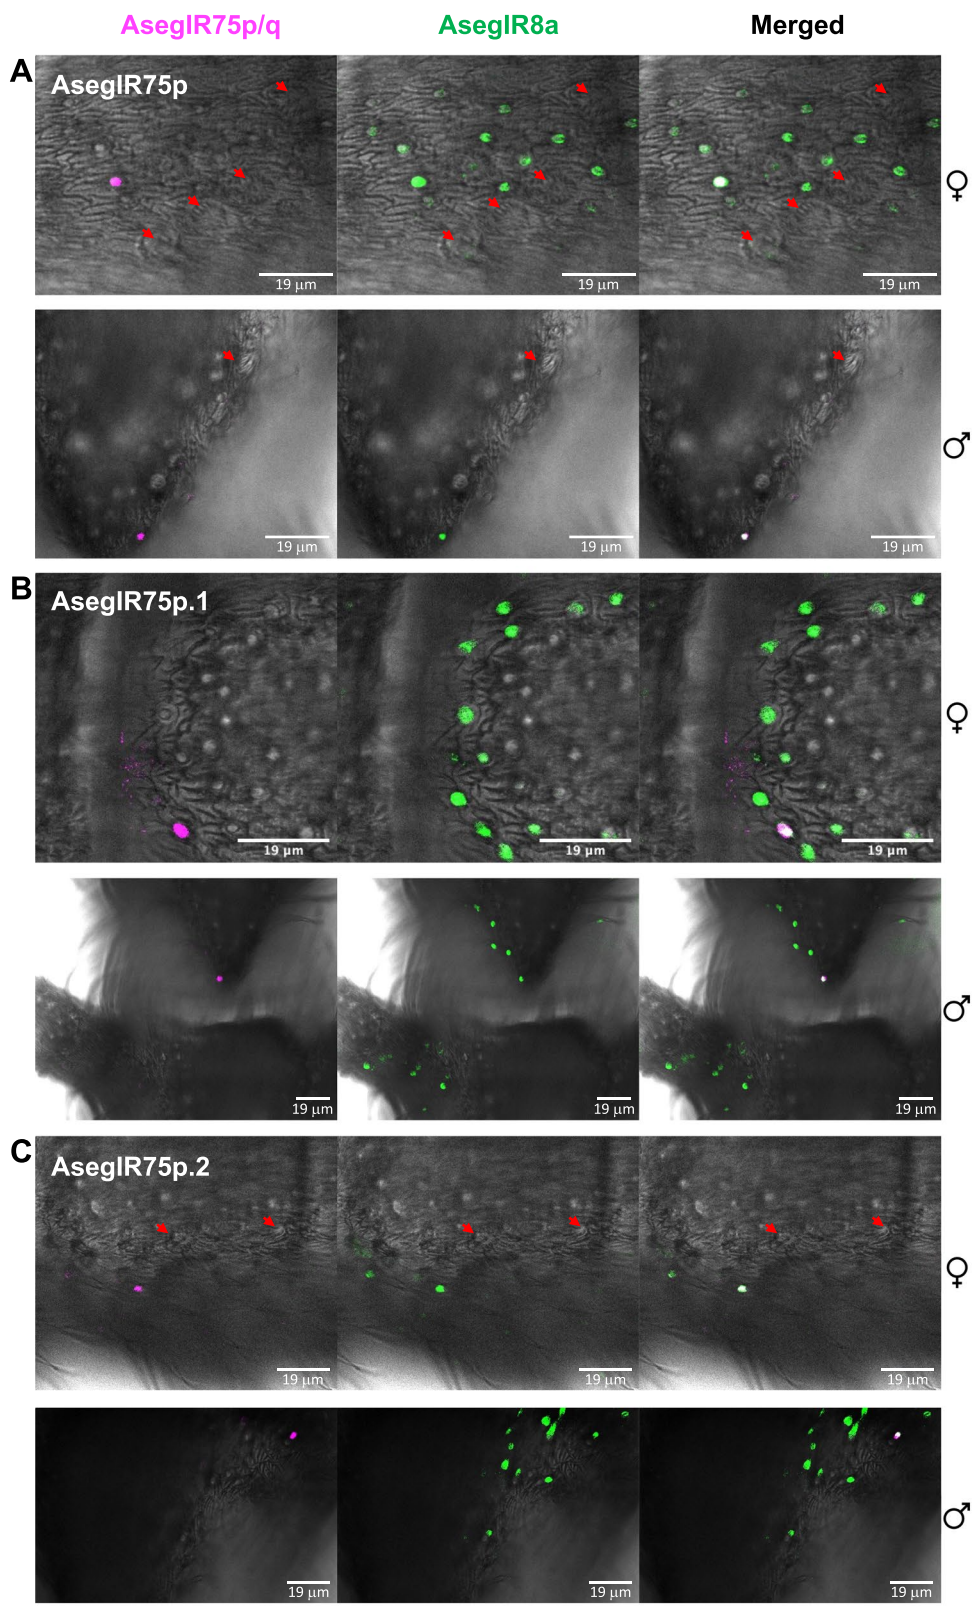 AsegIR75p/q AsegIR8a Merged
A AsegIR75p
♀
19 µm 19 µm 19 µm
♂
19 µm 19 µm 19 µm
B AsegIR75p.1
♀
19 µm 19 µm 19 µm
♂
19 µm 19 µm 19 µm
C AsegIR75p.2
♀
19 µm 19 µm 19 µm
♂
19 µm 19 µm 19 µm